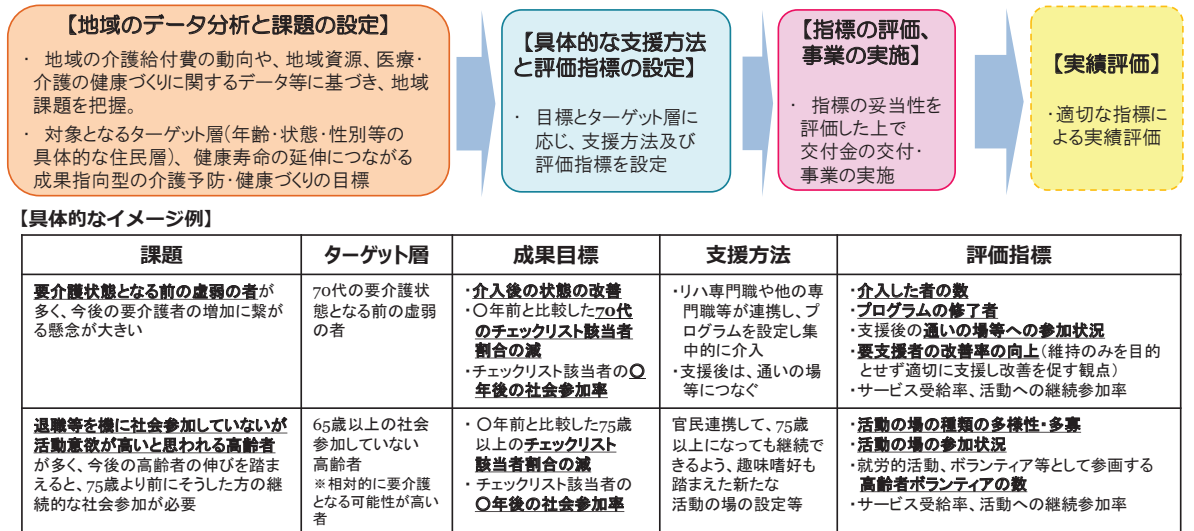 【地域のデータ分析と課題の設定】
・ 地域の介護給付費の動向や、地域資源、医療・
介護の健康づくりに関するデータ等に基づき、地域
課題を把握。
・ 対象となるターゲット層(年齢・状態・性別等の
具体的な住民層)、健康寿命の延伸につながる
成果指向型の介護予防・健康づくりの目標
【具体的な支援方法
と評価指標の設定】
・ 目標とターゲット層に
応じ、支援方法及び
評価指標を設定
【指標の評価、
事業の実施】
・ 指標の妥当性を
評価した上で
交付金の交付・
事業の実施
【実績評価】
・適切な指標に
よる実績評価
【具体的なイメージ例】
課題
ターゲット層
成果目標
支援方法
評価指標
要介護状態となる前の虚弱の者が
多く、今後の要介護者の増加に繋が
る懸念が大きい
70代の要介護状
態となる前の虚弱
の者
・介入後の状態の改善
・〇年前と比較した70代
のチェックリスト該当者
割合の減
・チェックリスト該当者の〇
年後の社会参加率
・リハ専門職や他の専
門職等が連携し、プ
ログラムを設定し集
中的に介入
・支援後は、通いの場
等につなぐ
・介入した者の数
・プログラムの修了者
・支援後の通いの場等への参加状況
・要支援者の改善率の向上(維持のみを目的
とせず適切に支援し改善を促す観点)
・サービス受給率、活動への継続参加率
退職等を機に社会参加していないが
活動意欲が高いと思われる高齢者
が多く、今後の高齢者の伸びを踏ま
えると、75歳より前にそうした方の継
続的な社会参加が必要
65歳以上の社会
参加していない
高齢者
※相対的に要介護
となる可能性が高い
者
・ 〇年前と比較した75歳
以上のチェックリスト
該当者割合の減
・ チェックリスト該当者の
〇年後の社会参加率
官民連携して、75歳
以上になっても継続で
きるよう、趣味嗜好も
踏まえた新たな
活動の場の設定等
・活動の場の種類の多様性・多寡
・活動の場の参加状況
・就労的活動、ボランティア等として参画する
高齢者ボランティアの数
・サービス受給率、活動への継続参加率